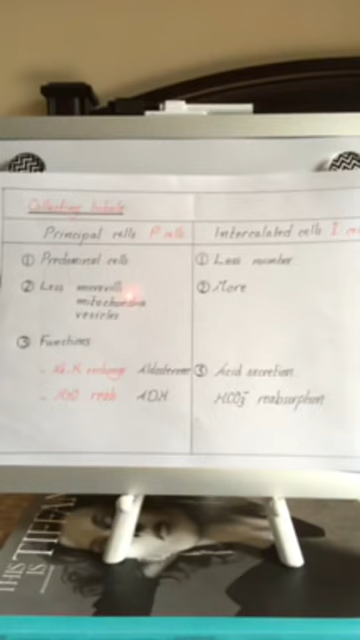 Collecting tubule
Principal cells P cells
Intercalated cells I
① Predominal cells
① Less number
② Less microvilli
mitochondria
vesicles
② More
③ Functions
- Na-K exchange Aldosterone
③ Acid secretion
- H2O reab ADH
HCO3- reabsorption
THIS
IS TIFFAN